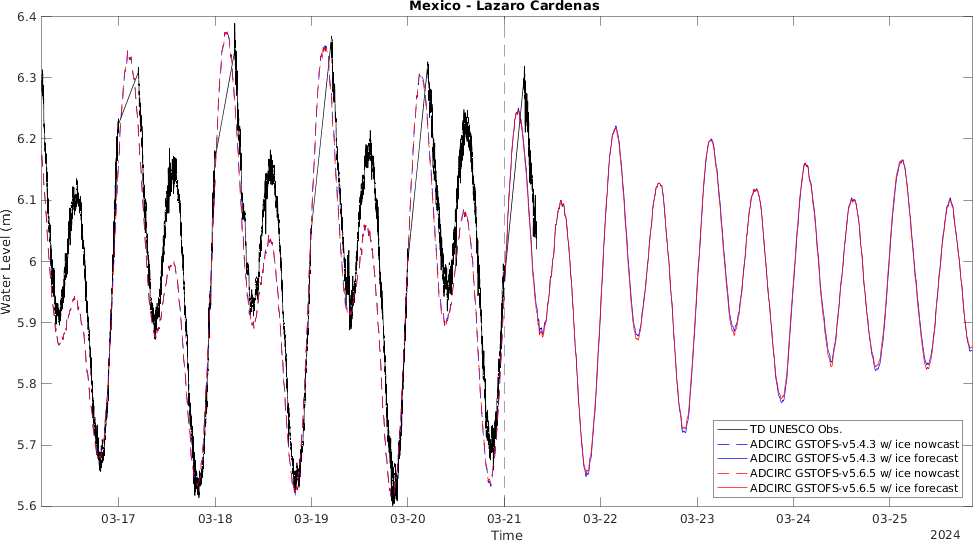 Mexico - Lazaro Cardenas
6.4
6.3
6.2
6.1
6
5.9
5.8
5.7
5.6
Water Level (m)
03-17 03-18 03-19 03-20 03-21 03-22 03-23 03-24 03-25
Time
2024
TD UNESCO Obs.
ADCIRC GSTOFS-v5.4.3 w/ ice nowcast
ADCIRC GSTOFS-v5.4.3 w/ ice forecast
ADCIRC GSTOFS-v5.6.5 w/ ice nowcast
ADCIRC GSTOFS-v5.6.5 w/ ice forecast